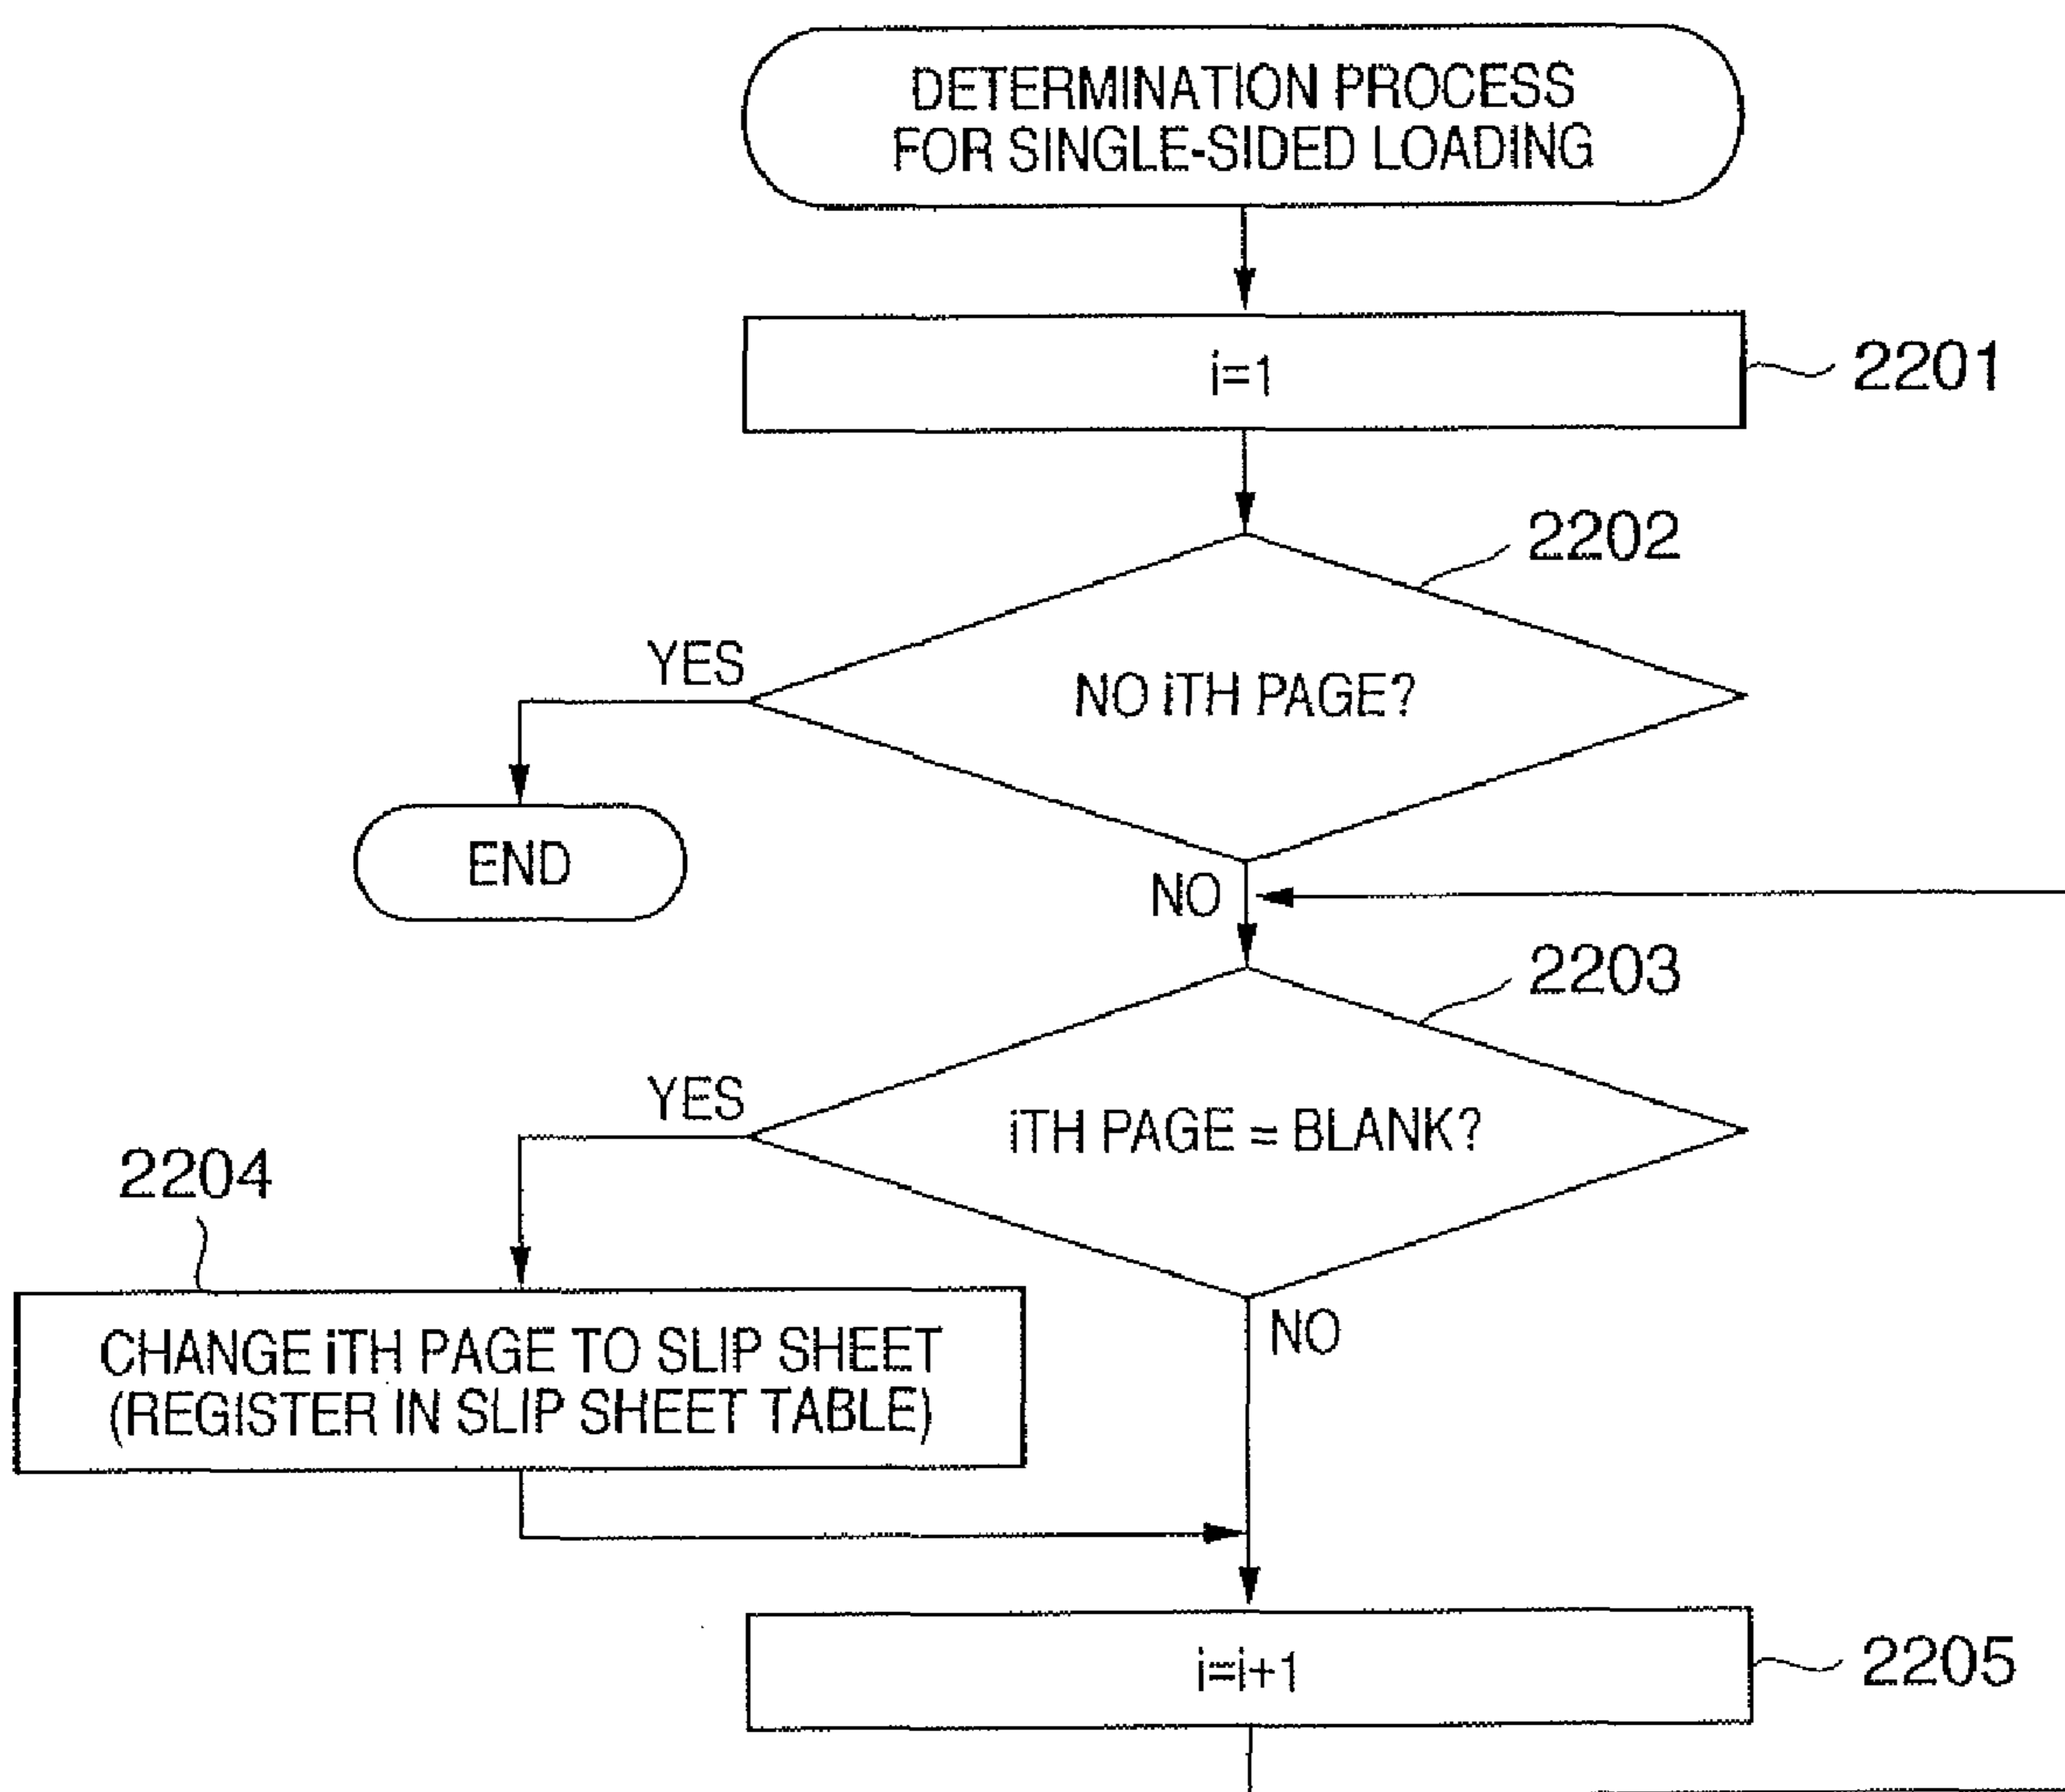 DETERMINATION PROCESS
FOR SINGLE-SIDED LOADING
i=1
2201
2202
YES
NO iTH PAGE?
END
NO
2203
YES
iTH PAGE = BLANK?
2204
NO
CHANGE iTH PAGE TO SLIP SHEET
(REGISTER IN SLIP SHEET TABLE)
i=i+1
2205